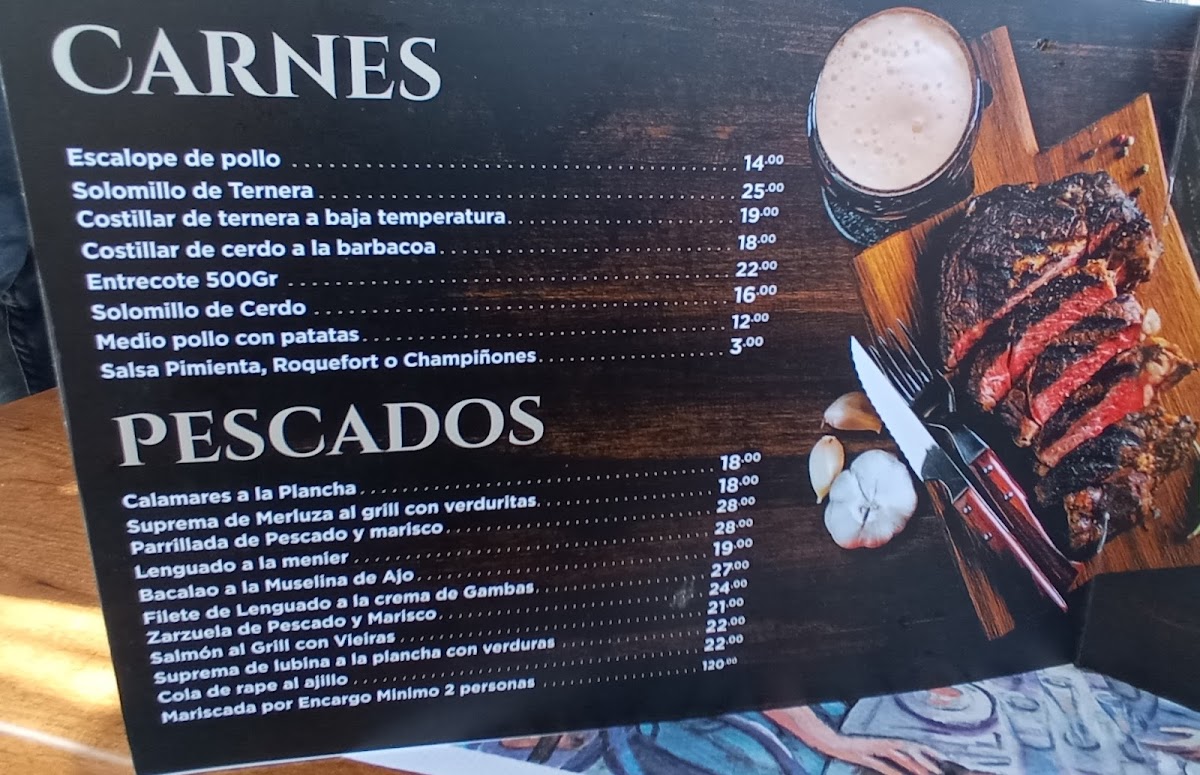 CARNES
Escalope de pollo 14.00
Solomillo de Ternera 25.00
Costillar de ternera a baja temperatura 19.00
Costillar de cerdo a la barbacoa 18.00
Entrecote 500Gr 22.00
Solomillo de Cerdo 16.00
Medio pollo con patatas 12.00
Salsa Pimienta, Roquefort o Champiñones 3.00
PESCADOS
Calamares a la Plancha 18.00
Suprema de Merluza al grill con verduritas 18.00
Parrillada de Pescado y marisco 28.00
Lenguado a la menier 28.00
Bacalao a la Muselina de Ajo 19.00
Filete de Lenguado a la crema de Gambas 27.00
Zarzuela de Pescado y Marisco 24.00
Salmón al Grill con Vieiras 21.00
Suprema de lubina a la plancha con verduras 22.00
Cola de rape al ajillo 22.00
Mariscada por Encargo Minimo 2 personas 120.00